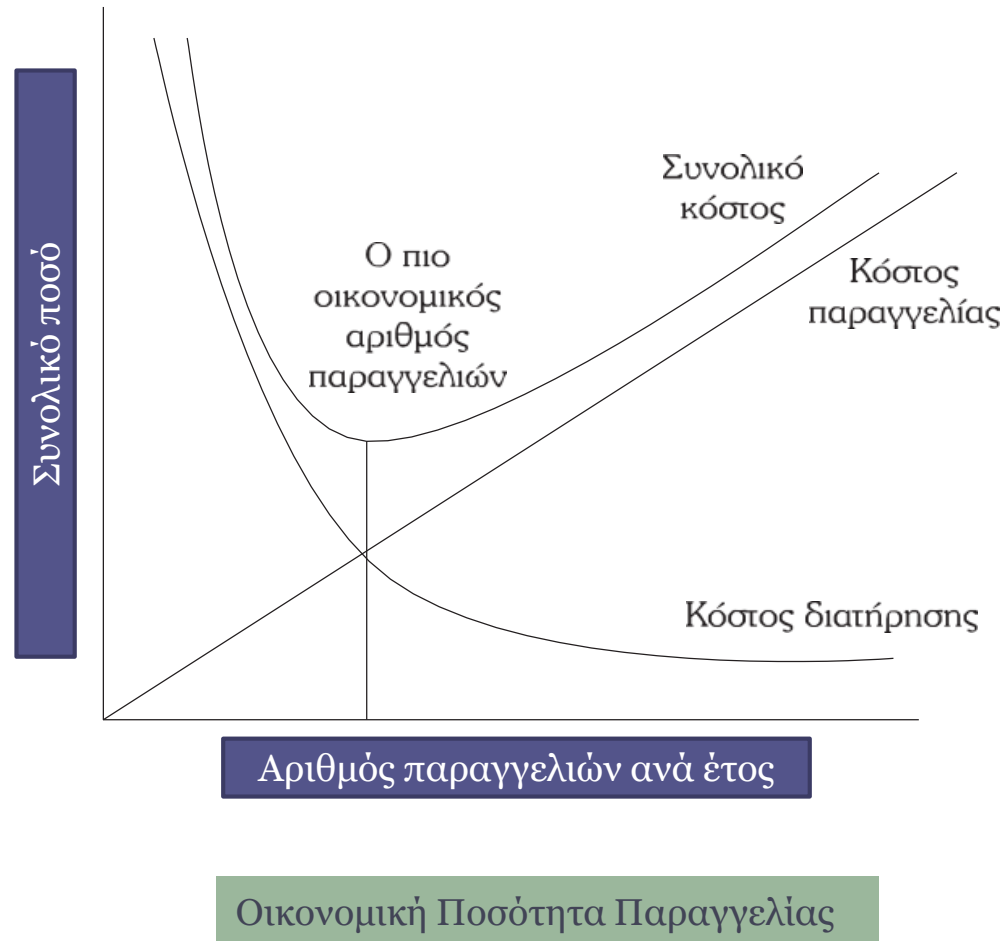 Συνολικό ποσό
Συνολικό
κόστος
Ο πιο
οικονομικός
αριθμός
παραγγελιών
Κόστος
παραγγελίας
Κόστος διατήρησης
Αριθμός παραγγελιών ανά έτος
Οικονομική Ποσότητα Παραγγελίας